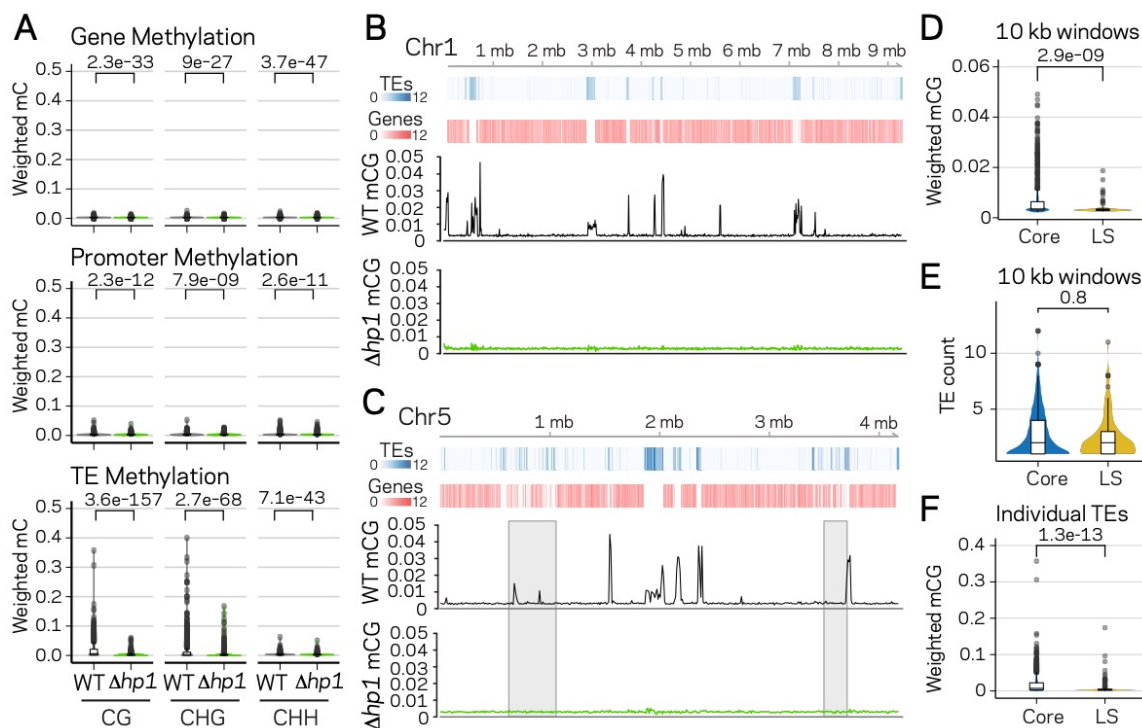 A
Gene Methylation
2.3e-33 9e-27 3.7e-47
Weighted mC
0.5
0.4
0.3
0.2
0.1
0.0
Promoter Methylation
2.3e-12 7.9e-09 2.6e-11
Weighted mC
0.5
0.4
0.3
0.2
0.1
0.0
TE Methylation
3.6e-157 2.7e-68 7.1e-43
Weighted mC
0.5
0.4
0.3
0.2
0.1
0.0
WT Δhp1 WT Δhp1 WT Δhp1
CG CHG CHH
B
Chr1 1 mb 2 mb 3 mb 4 mb 5 mb 6 mb 7 mb 8 mb 9 mb
TEs
0 12
Genes
0 12
WT mCG
0.05
0.04
0.03
0.02
0.01
0
Δhp1 mCG
0.05
0.04
0.03
0.02
0.01
0
C
Chr5 1 mb 2 mb 3 mb 4 mb
TEs
0 12
Genes
0 12
WT mCG
0.05
0.04
0.03
0.02
0.01
0
Δhp1 mCG
0.05
0.04
0.03
0.02
0.01
0
D
10 kb windows
2.9e-09
Weighted mCG
0.06
0.04
0.02
0
Core LS
E
10 kb windows
0.8
TE count
10
5
Core LS
F
Individual TEs
1.3e-13
Weighted mCG
0.4
0.3
0.2
0.1
0
Core LS